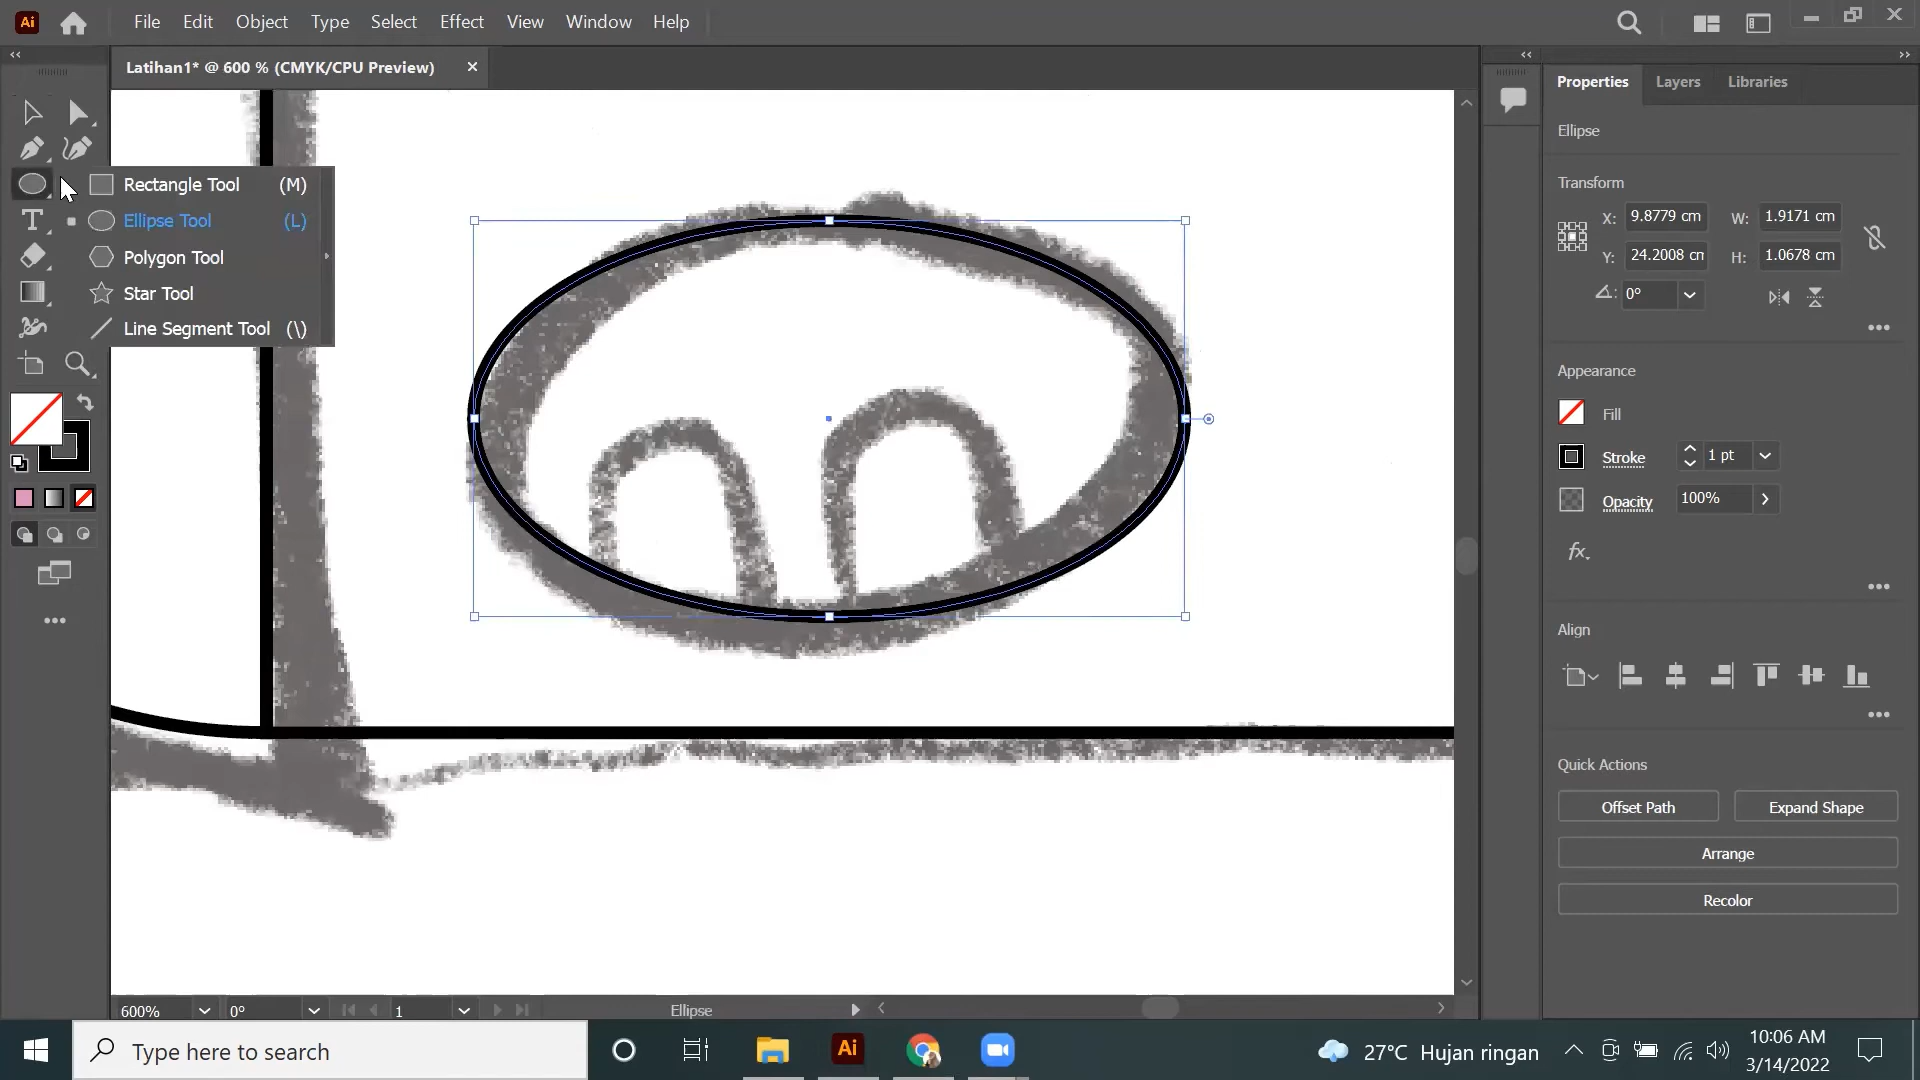 Ai File Edit Object Type Select Effect View Window Help
Latihan1* @ 600 % (CMYK/CPU Preview) ×
Rectangle Tool (M)
Ellipse Tool (L)
Polygon Tool
Star Tool
Line Segment Tool (\)
T
Properties Layers Libraries
Ellipse
Transform
X: 9.8779 cm W: 1.9171 cm
Y: 24.2008 cm H: 1.0678 cm
0°
Appearance
Fill
Stroke 1 pt
Opacity 100%
fx.
Align
Quick Actions
Offset Path Expand Shape
Arrange
Recolor
600% 0° 1 Ellipse
Type here to search
Ai
27°C Hujan ringan
10:06 AM
3/14/2022